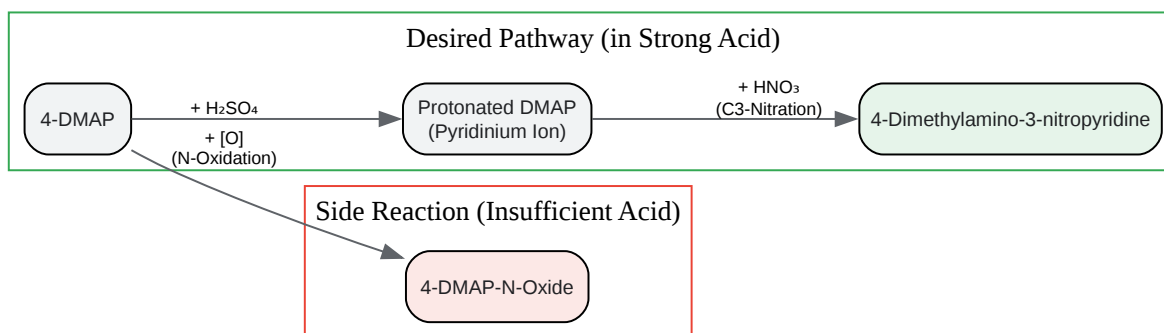 Desired Pathway (in Strong Acid)
4-DMAP
+ H₂SO₄
+ [O]
(N-Oxidation)
Protonated DMAP
(Pyridinium Ion)
+ HNO₃
(C3-Nitration)
4-Dimethylamino-3-nitropyridine
Side Reaction (Insufficient Acid)
4-DMAP-N-Oxide